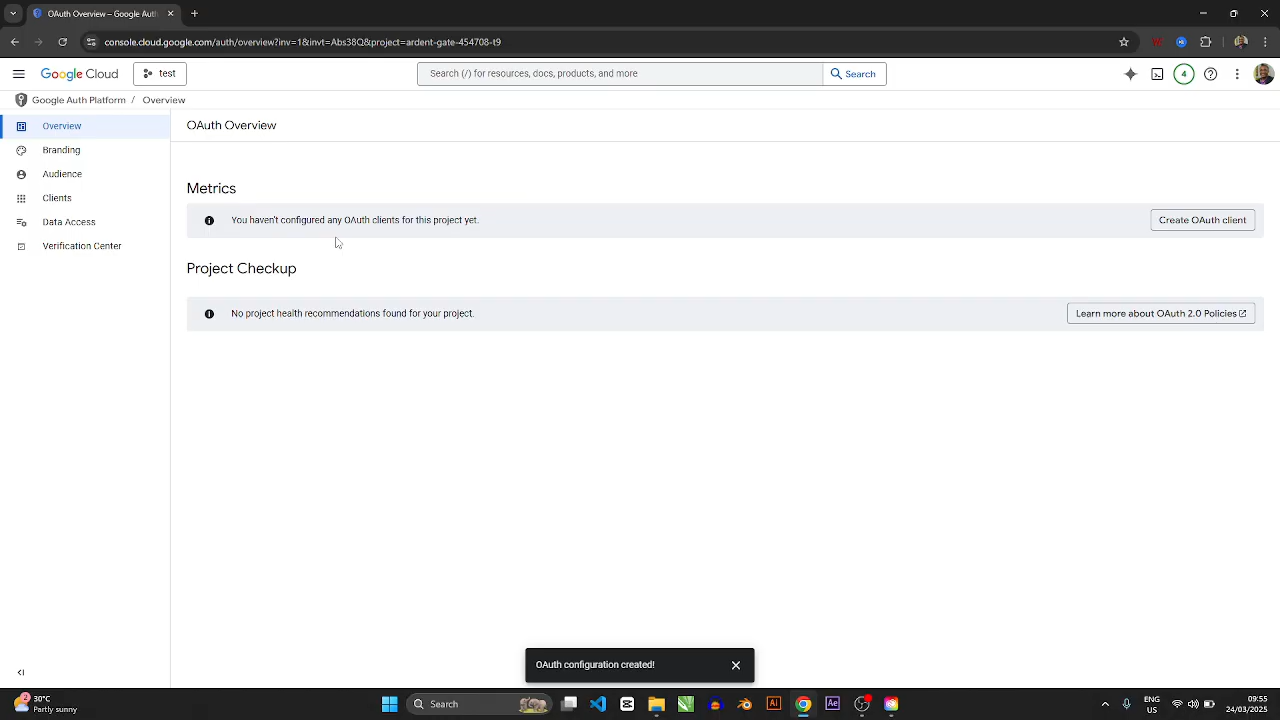 OAuth Overview – Google Auth
console.cloud.google.com/auth/overview?inv=1&invt=Abs38Q&project=ardent-gate-454708-t9
Google Cloud
test
Search (/) for resources, docs, products, and more
Search
4
Google Auth Platform / Overview
Overview
Branding
Audience
Clients
Data Access
Verification Center
OAuth Overview
Metrics
You haven't configured any OAuth clients for this project yet.
Create OAuth client
Project Checkup
No project health recommendations found for your project.
Learn more about OAuth 2.0 Policies
OAuth configuration created!
2
30°C
Partly sunny
Search
Ai
Ae
ENG
US
09:55
24/03/2025